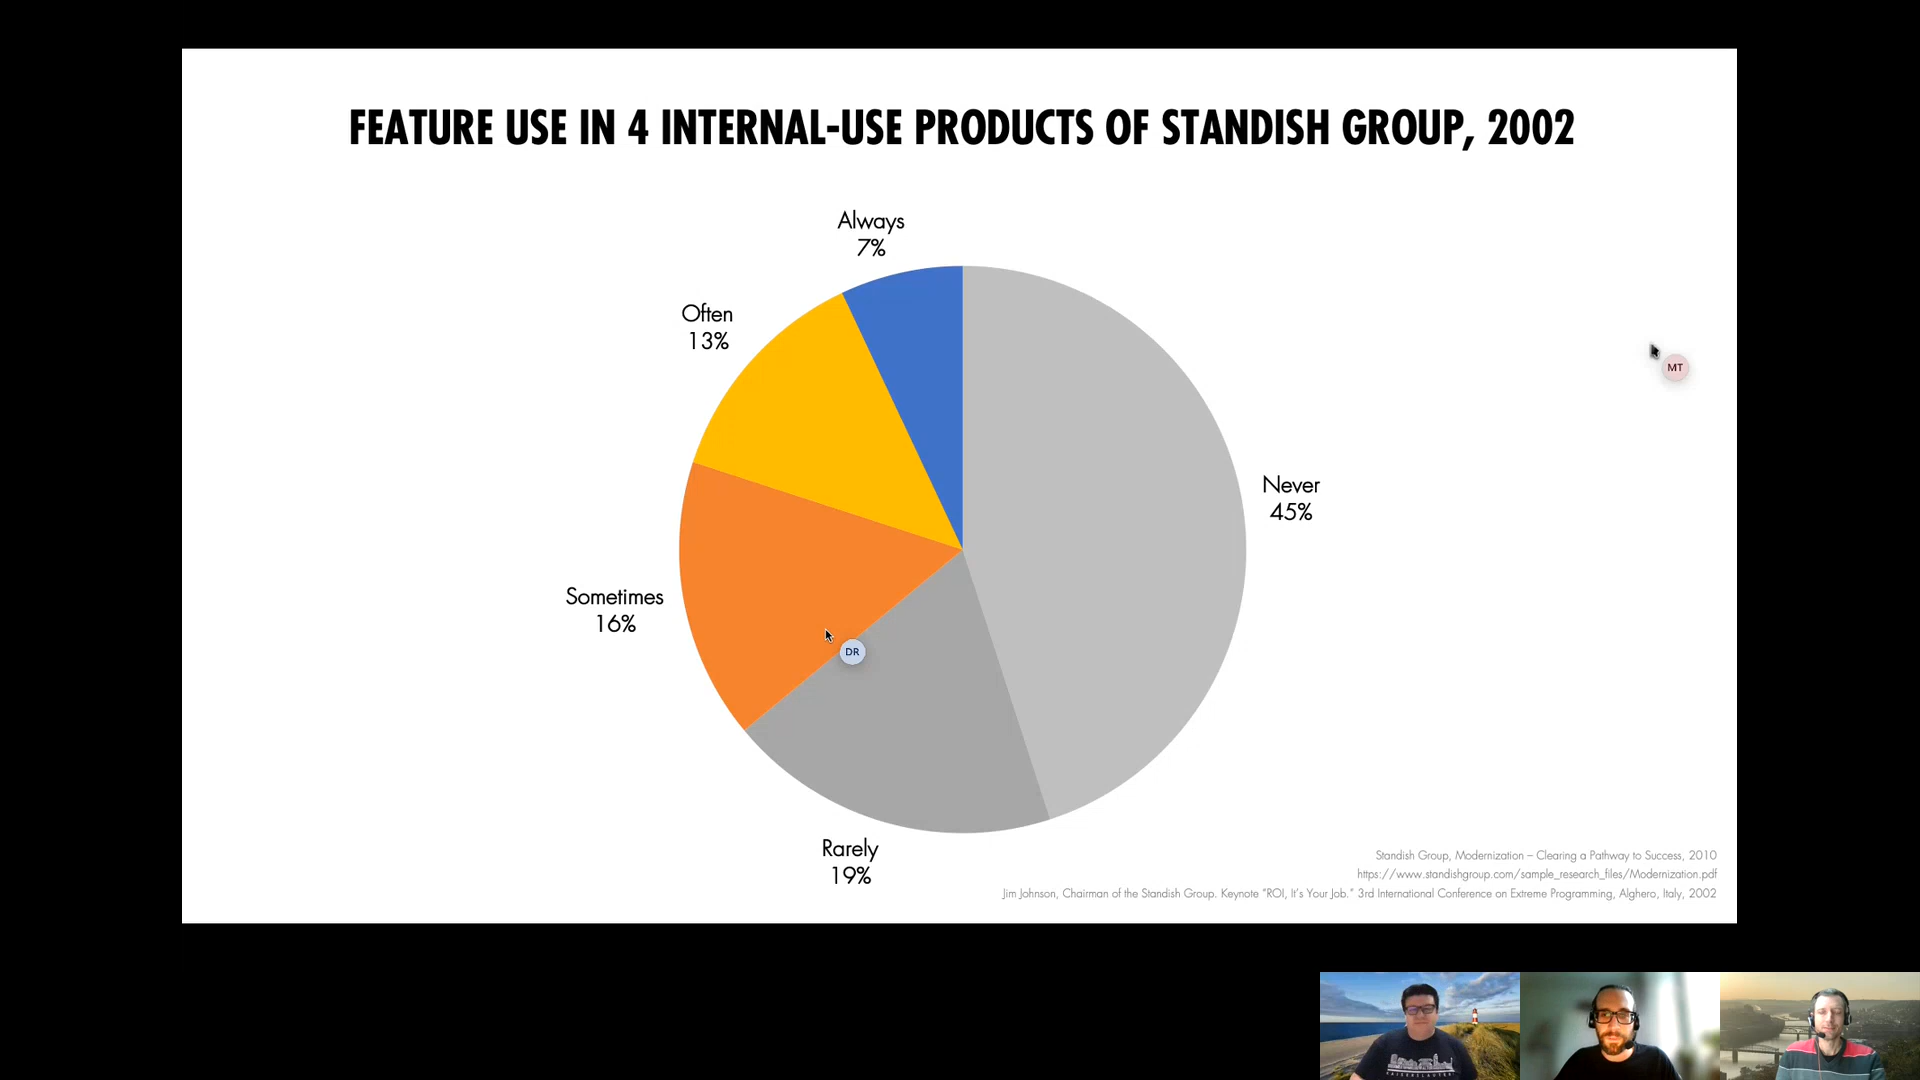 FEATURE USE IN 4 INTERNAL-USE PRODUCTS OF STANDISH GROUP, 2002
Always
7%
Often
13%
MT
Never
45%
Sometimes
16%
DR
Rarely
19%
Standish Group, Modernization – Clearing a Pathway to Success, 2010
https://www.standishgroup.com/sample_research_files/Modernization.pdf
Jim Johnson, Chairman of the Standish Group. Keynote “ROI, It’s Your Job.” 3rd International Conference on Extreme Programming, Alghero, Italy, 2002